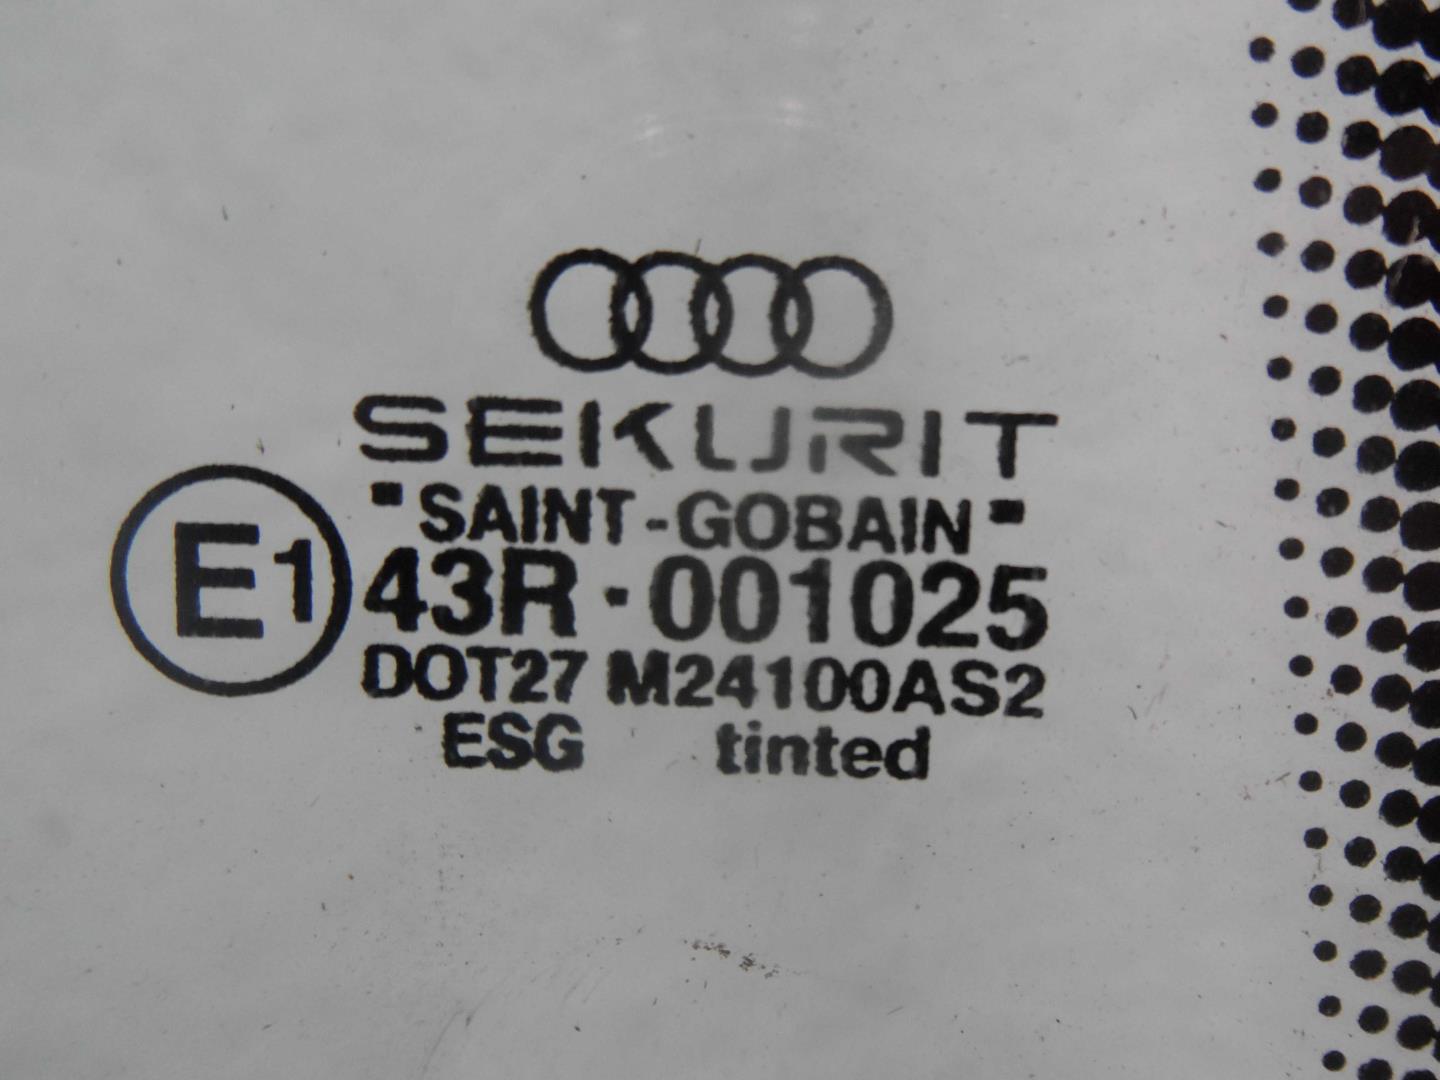 SEKURIT
"SAINT-GOBAIN"
E1 43R-001025
DOT27 M24100AS2
ESG tinted